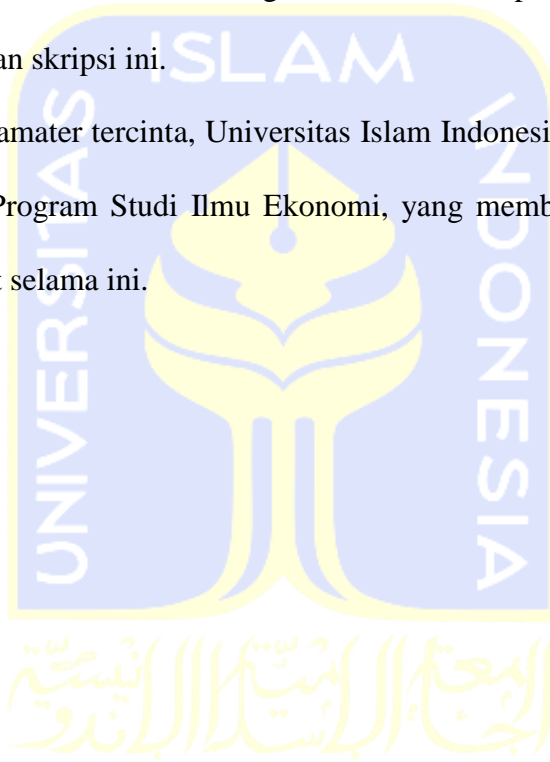 an skripsi ini.
amater tercinta, Universitas Islam Indonesi
Program Studi Ilmu Ekonomi, yang memb
t selama ini.
UNIVERSITAS
ISLAM
INDONESIA